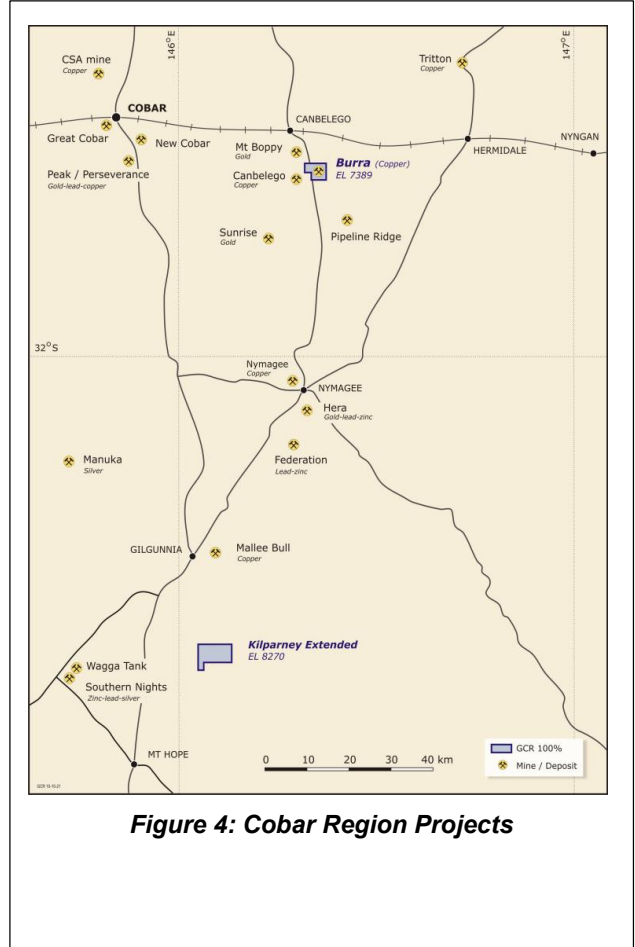 146°E
147°E
CSA mine
Copper
Tritton
Copper
COBAR
CANBELEGO
Great Cobar
New Cobar
Mt Boppy
Gold
HERMIDALE
NYNGAN
Peak / Perseverance
Gold-lead-copper
Canbelego
Copper
Burra (Copper)
EL 7389
Sunrise
Gold
Pipeline Ridge
32°S
Nymagee
Copper
NYMAGEE
Hera
Gold-lead-zinc
Manuka
Silver
Federation
Lead-zinc
GILGUNNIA
Mallee Bull
Copper
Kilparney Extended
EL 8270
Wagga Tank
Southern Nights
Zinc-lead-silver
MT HOPE
0 10 20 30 40 km
GCR 100%
Mine / Deposit
Figure 4: Cobar Region Projects